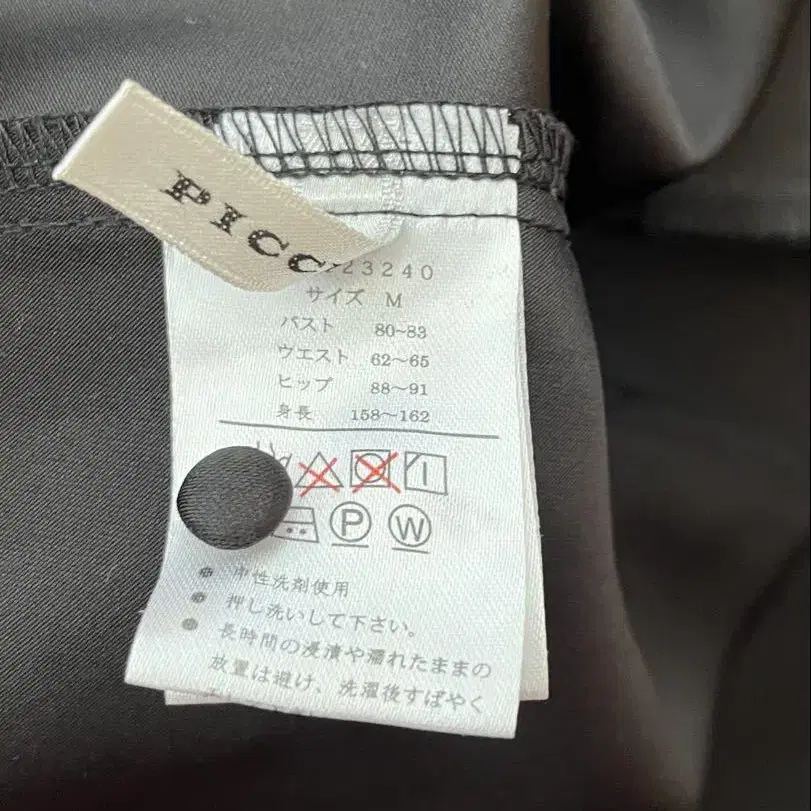 PICC
23240
サイズ M
バスト 80~83
ウエスト 62~65
ヒップ 88~91
身長 158~162
P W
中性洗剤使用
押し洗いして下さい。
長時間の浸漬や濡れたままの
放置は避け、洗濯後すばやく